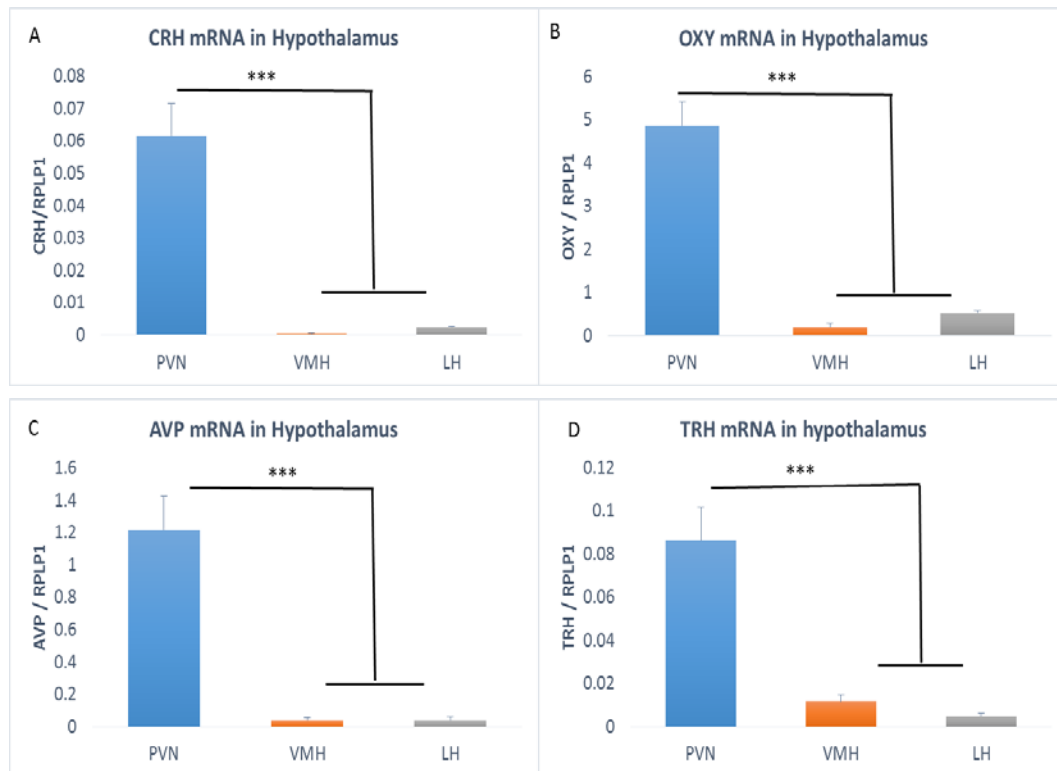 A
CRH mRNA in Hypothalamus
***
0.08
0.07
0.06
0.05
0.04
0.03
0.02
0.01
0
CRH/RPLP1
PVN VMH LH
B
OXY mRNA in Hypothalamus
***
6
5
4
3
2
1
0
OXY / RPLP1
PVN VMH LH
C
AVP mRNA in Hypothalamus
***
1.6
1.4
1.2
1
0.8
0.6
0.4
0.2
0
AVP / RPLP1
PVN VMH LH
D
TRH mRNA in hypothalamus
***
0.12
0.1
0.08
0.06
0.04
0.02
0
TRH / RPLP1
PVN VMH LH